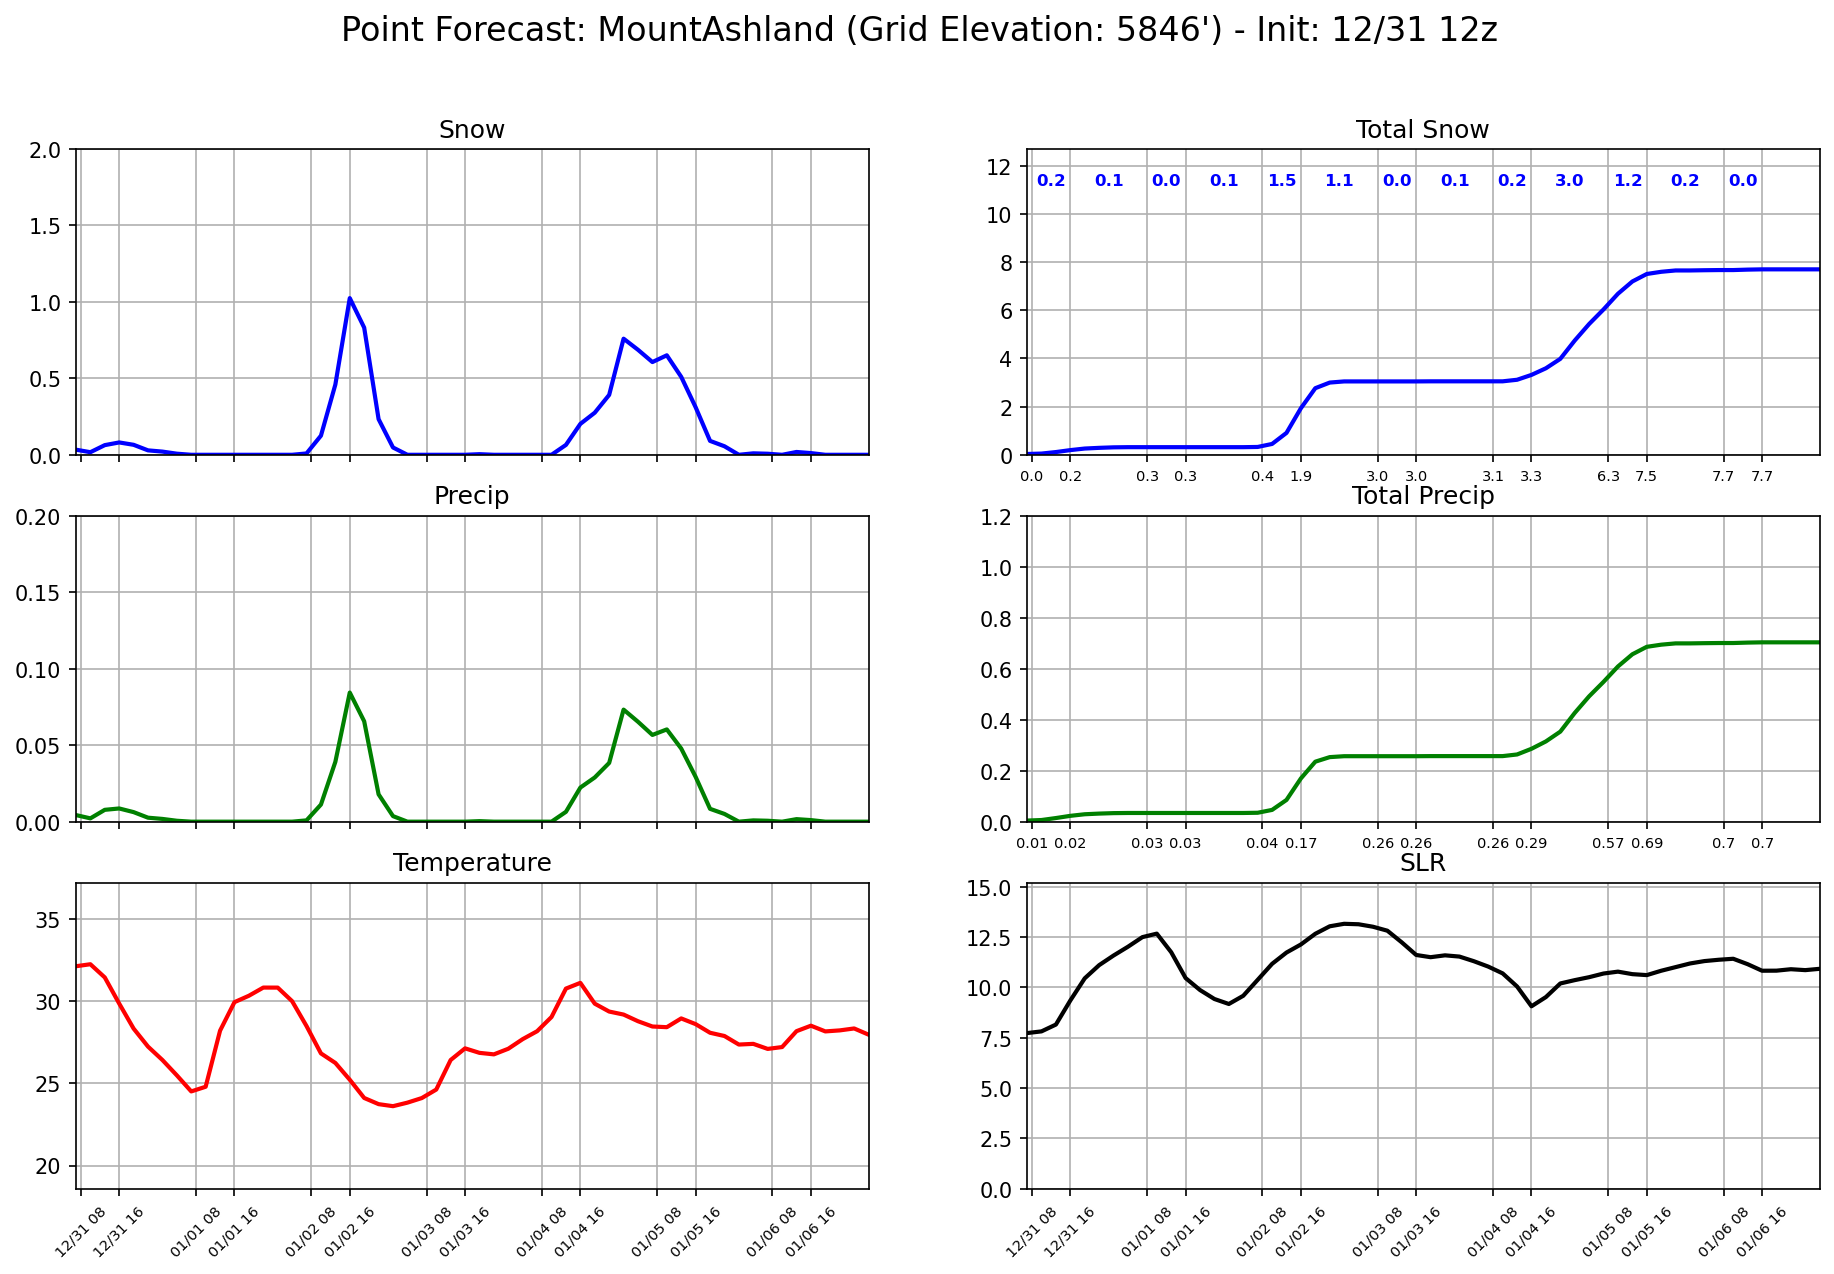 Point Forecast: MountAshland (Grid Elevation: 5846') - Init: 12/31 12z
Snow
2.0
1.5
1.0
0.5
0.0
Total Snow
12
10
8
6
4
2
0
0.2 0.1 0.0 0.1 1.5 1.1 0.0 0.1 0.2 3.0 1.2 0.2 0.0
0.0 0.2 0.3 0.3 0.4 1.9 3.0 3.0 3.1 3.3 6.3 7.5 7.7 7.7
Precip
0.20
0.15
0.10
0.05
0.00
Total Precip
1.2
1.0
0.8
0.6
0.4
0.2
0.0
0.01 0.02 0.03 0.03 0.04 0.17 0.26 0.26 0.26 0.29 0.57 0.69 0.7 0.7
Temperature
35
30
25
20
12/31 08 12/31 16 01/01 08 01/01 16 01/02 08 01/02 16 01/03 08 01/03 16 01/04 08 01/04 16 01/05 08 01/05 16 01/06 08 01/06 16
SLR
15.0
12.5
10.0
7.5
5.0
2.5
0.0
12/31 08 12/31 16 01/01 08 01/01 16 01/02 08 01/02 16 01/03 08 01/03 16 01/04 08 01/04 16 01/05 08 01/05 16 01/06 08 01/06 16